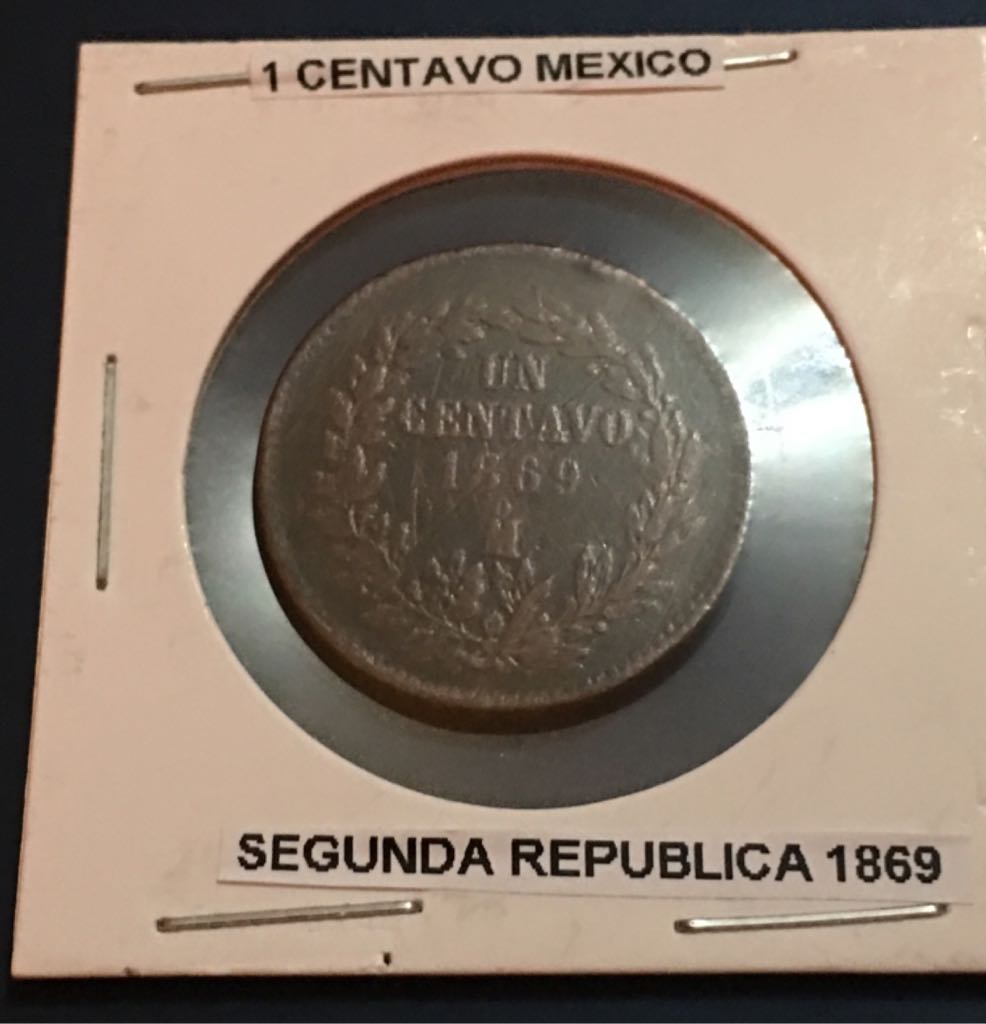 1 CENTAVO MEXICO
UN
CENTAVO
1869.
M
SEGUNDA REPUBLICA 1869